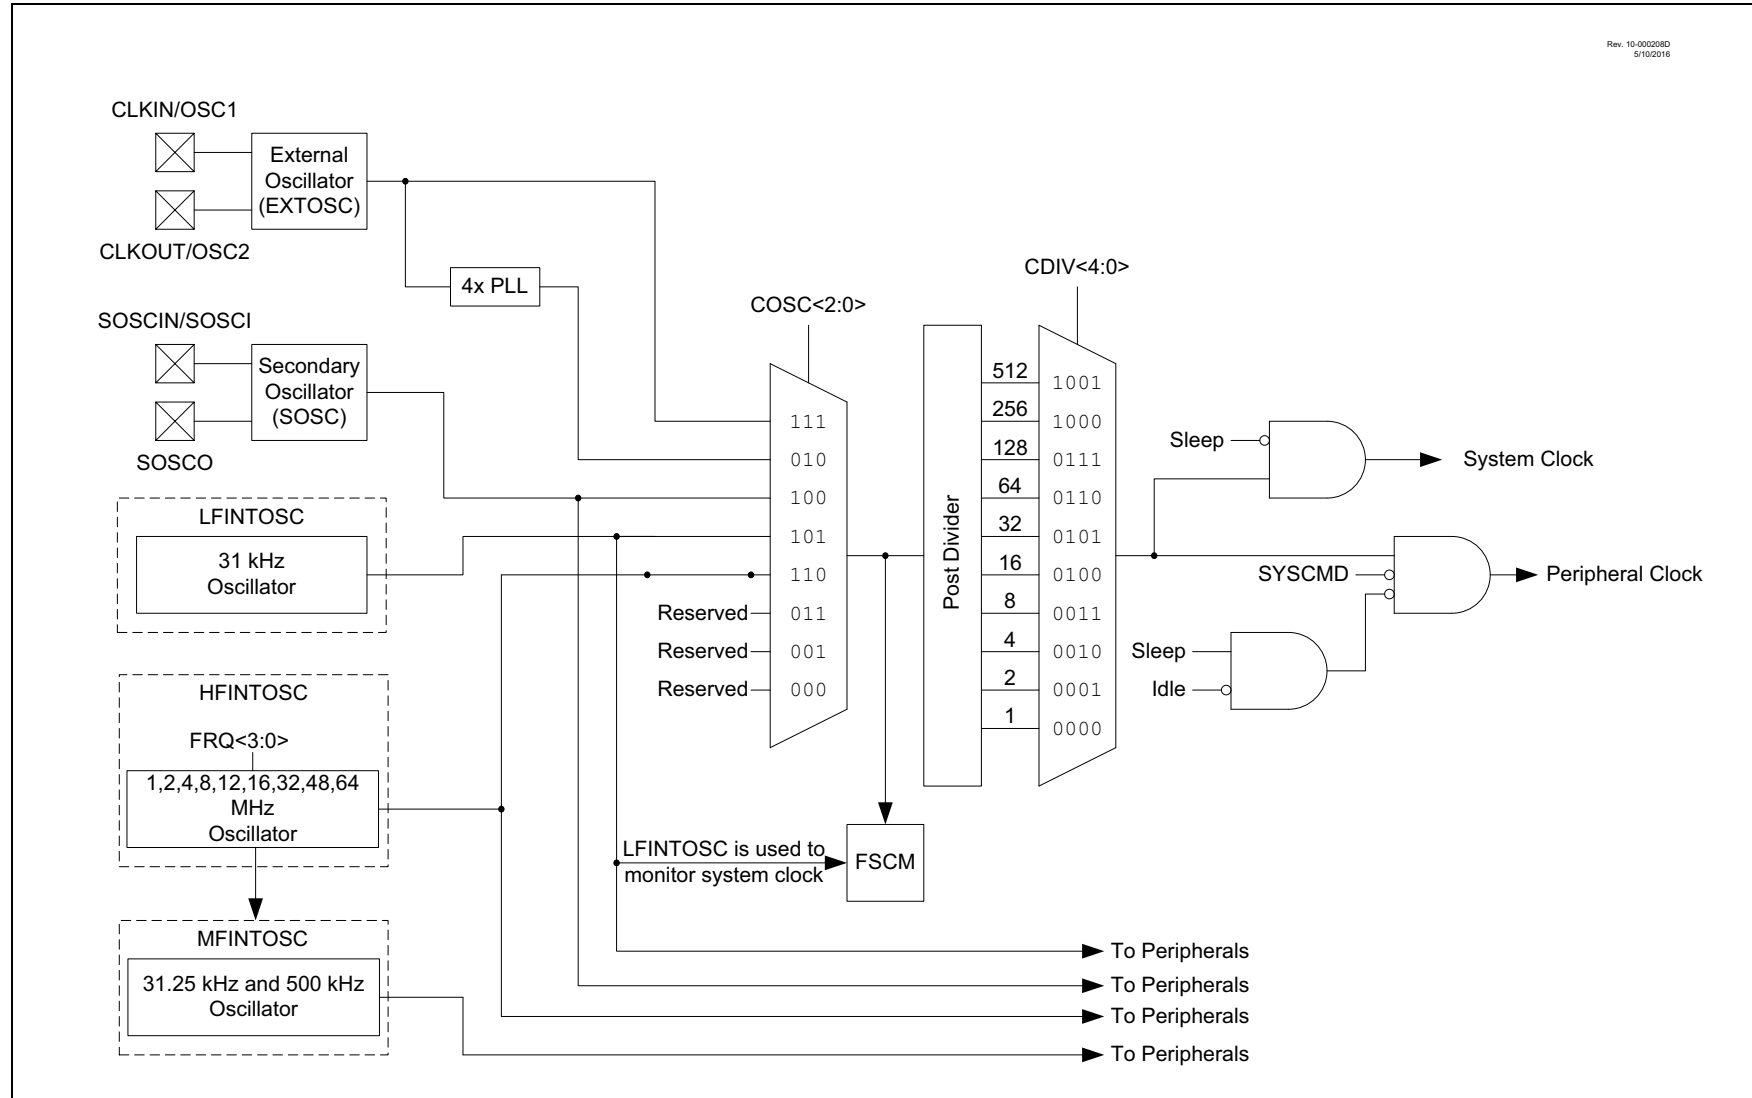 Rev. 10-000208D
5/10/2016
CLKIN/OSC1
External
Oscillator
(EXTOSC)
CLKOUT/OSC2
4x PLL
SOSCIN/SOSCI
Secondary
Oscillator
(SOSC)
SOSCO
LFINTOSC
31 kHz
Oscillator
HFINTOSC
FRQ<3:0>
1,2,4,8,12,16,32,48,64
MHz
Oscillator
MFINTOSC
31.25 kHz and 500 kHz
Oscillator
COSC<2:0>
111
010
100
101
110
Reserved 011
Reserved 001
Reserved 000
LFINTOSC is used to
monitor system clock
FSCM
Post Divider
CDIV<4:0>
512 1001
256 1000
128 0111
64 0110
32 0101
16 0100
8 0011
4 0010
2 0001
1 0000
Sleep
System Clock
SYSCMD
Peripheral Clock
Sleep
Idle
To Peripherals
To Peripherals
To Peripherals
To Peripherals